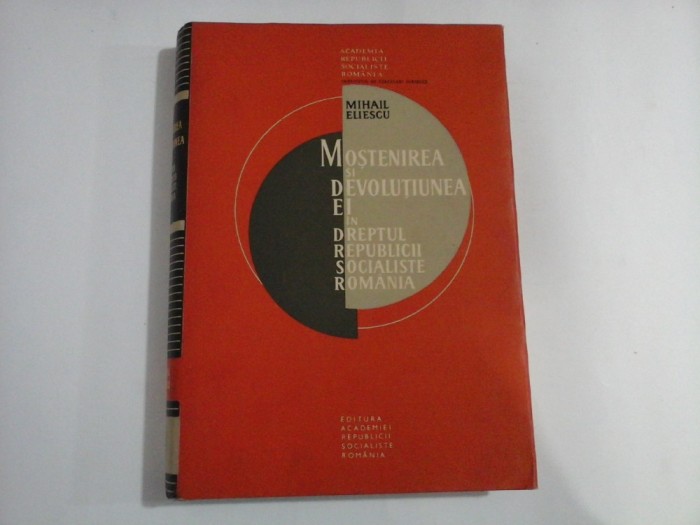 ACADEMIA
REPUBLICII
SOCIALISTE
ROMÂNIA
MIHAIL
ELIESCU
MOȘTENIREA
ȘI
DEVOLUȚIUNEA
EI
ÎN
DREPTUL
REPUBLICII
SOCIALISTE
ROMÂNIA
EDITURA
ACADEMIEI
REPUBLICII
SOCIALISTE
ROMÂNIA